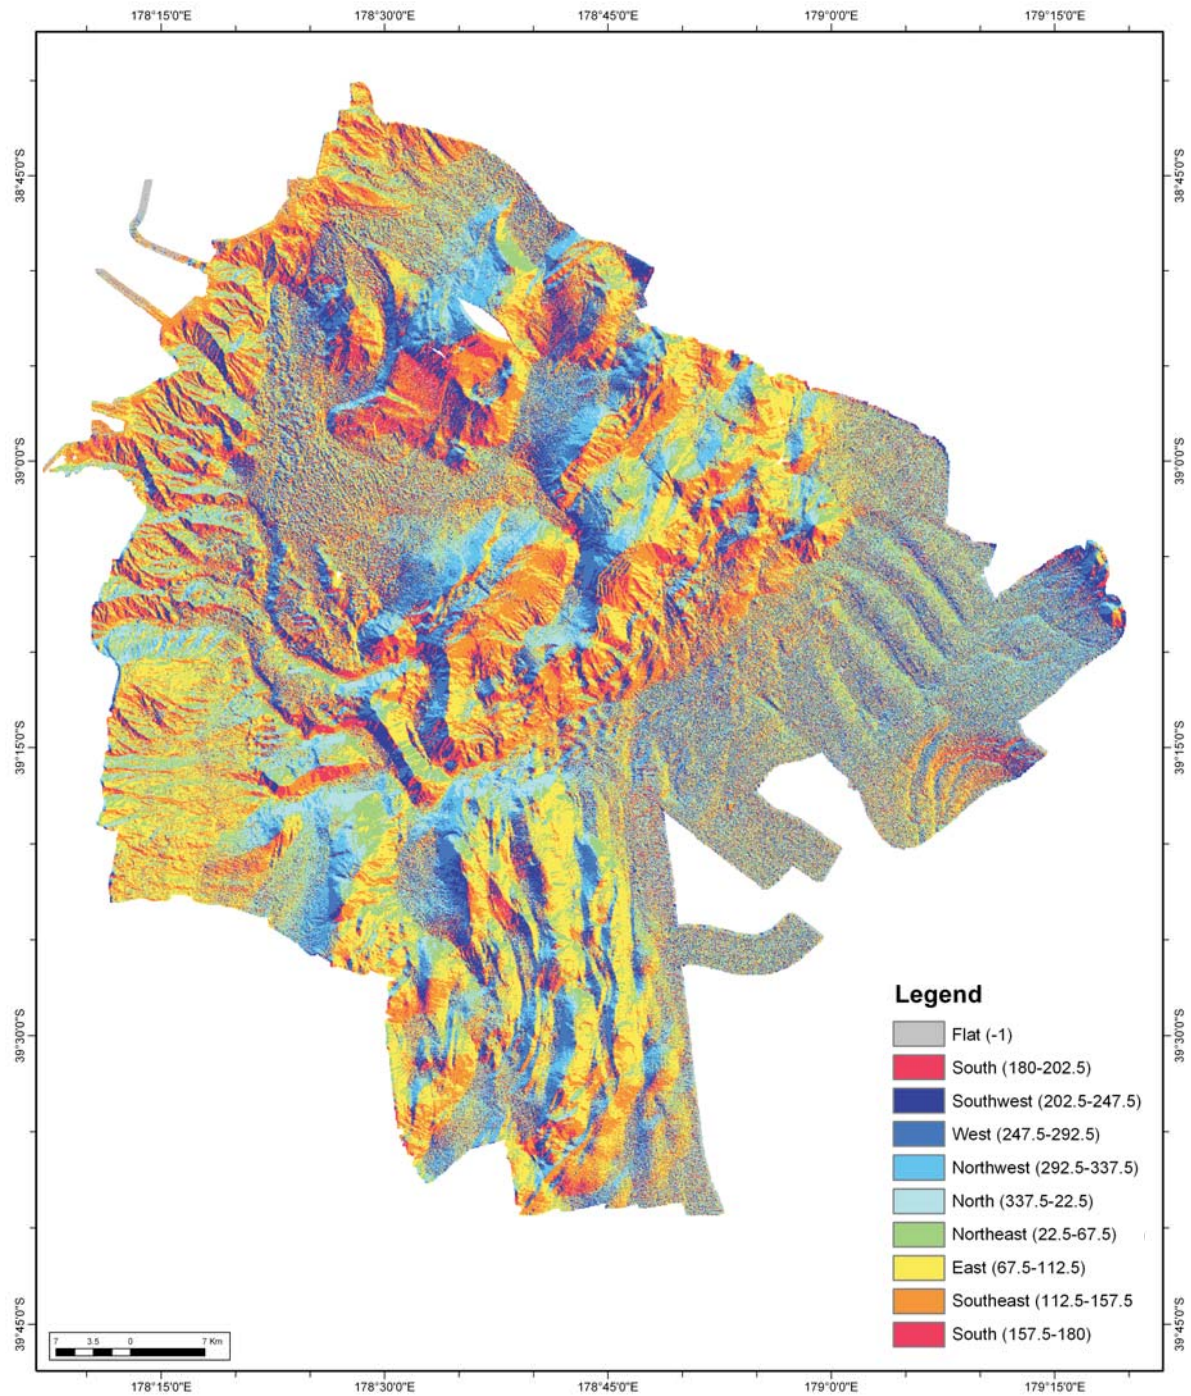 178°15'0"E 178°30'0"E 178°45'0"E 179°0'0"E 179°15'0"E
38°45'0"S 38°45'0"S
39°0'0"S 39°0'0"S
39°15'0"S 39°15'0"S
39°30'0"S 39°30'0"S
39°45'0"S 39°45'0"S
Legend
Flat (-1)
South (180-202.5)
Southwest (202.5-247.5)
West (247.5-292.5)
Northwest (292.5-337.5)
North (337.5-22.5)
Northeast (22.5-67.5)
East (67.5-112.5)
Southeast (112.5-157.5
South (157.5-180)
7 3.5 0 7 Km
178°15'0"E 178°30'0"E 178°45'0"E 179°0'0"E 179°15'0"E